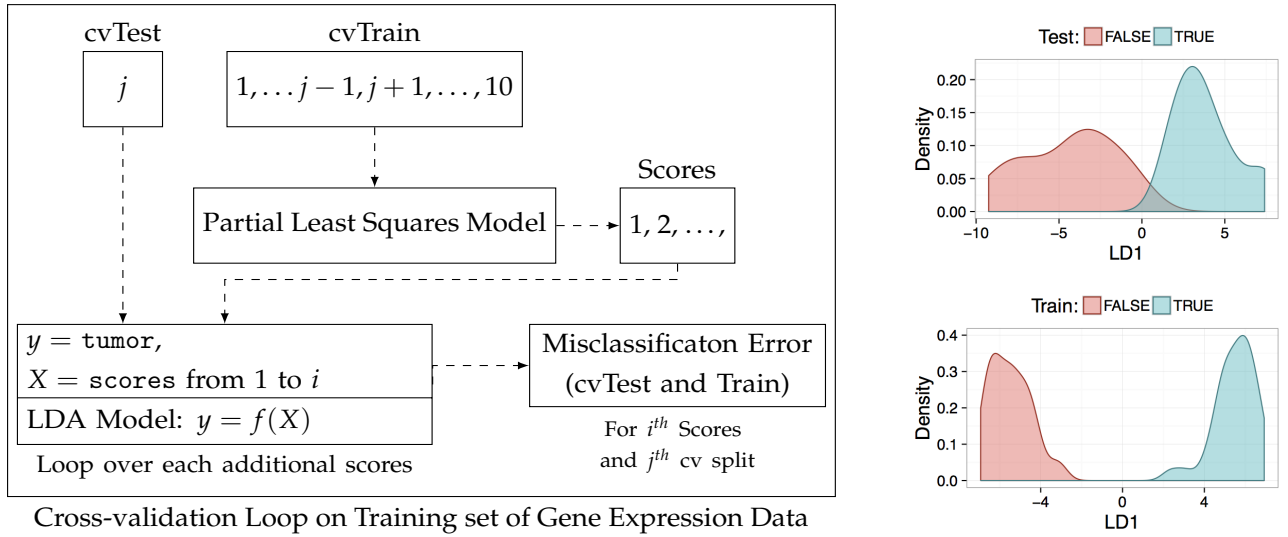 cvTest
cvTrain
j
1, … j − 1, j + 1, …, 10
Scores
Partial Least Squares Model
1, 2, …,
y = tumor,
X = scores from 1 to i
LDA Model: y = f(X)
Loop over each additional scores
Misclassificaton Error
(cvTest and Train)
For i^th Scores
and j^th cv split
Cross-validation Loop on Training set of Gene Expression Data
Test: FALSE TRUE
Density
0.20
0.15
0.10
0.05
0.00
−10 −5 0 5
LD1
Train: FALSE TRUE
Density
0.4
0.3
0.2
0.1
0.0
−4 0 4
LD1